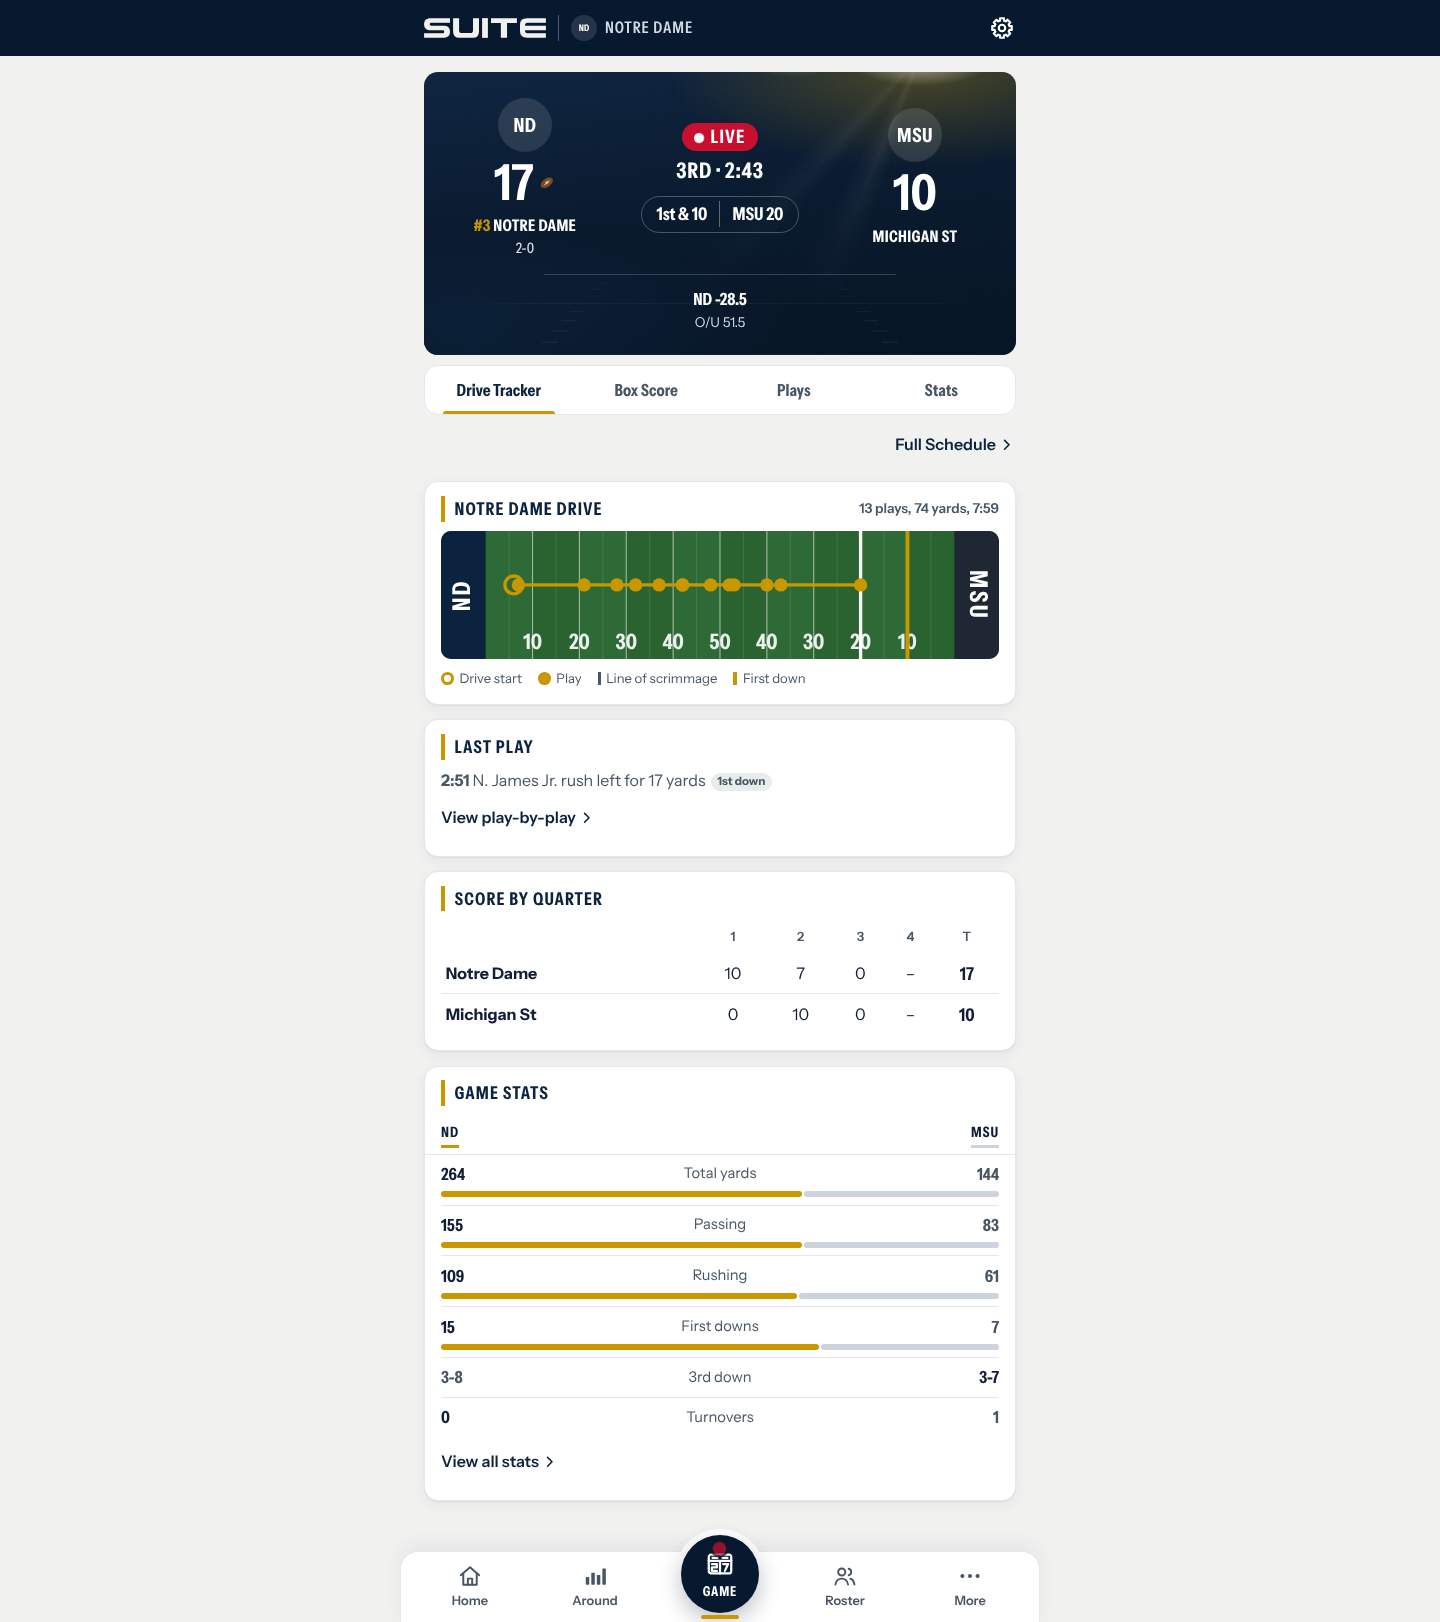 SUITE ND NOTRE DAME
ND LIVE MSU
17 3RD · 2:43 10
1st & 10 MSU 20
#3 NOTRE DAME MICHIGAN ST
2-0
ND -28.5
O/U 51.5
Drive Tracker Box Score Plays Stats
Full Schedule
NOTRE DAME DRIVE 13 plays, 74 yards, 7:59
ND MSU
10 20 30 40 50 40 30 20 10
Drive start Play Line of scrimmage First down
LAST PLAY
2:51 N. James Jr. rush left for 17 yards 1st down
View play-by-play
SCORE BY QUARTER
1 2 3 4 T
Notre Dame 10 7 0 – 17
Michigan St 0 10 0 – 10
GAME STATS
ND MSU
264 Total yards 144
155 Passing 83
109 Rushing 61
15 First downs 7
3-8 3rd down 3-7
0 Turnovers 1
View all stats
27
Home Around GAME Roster More